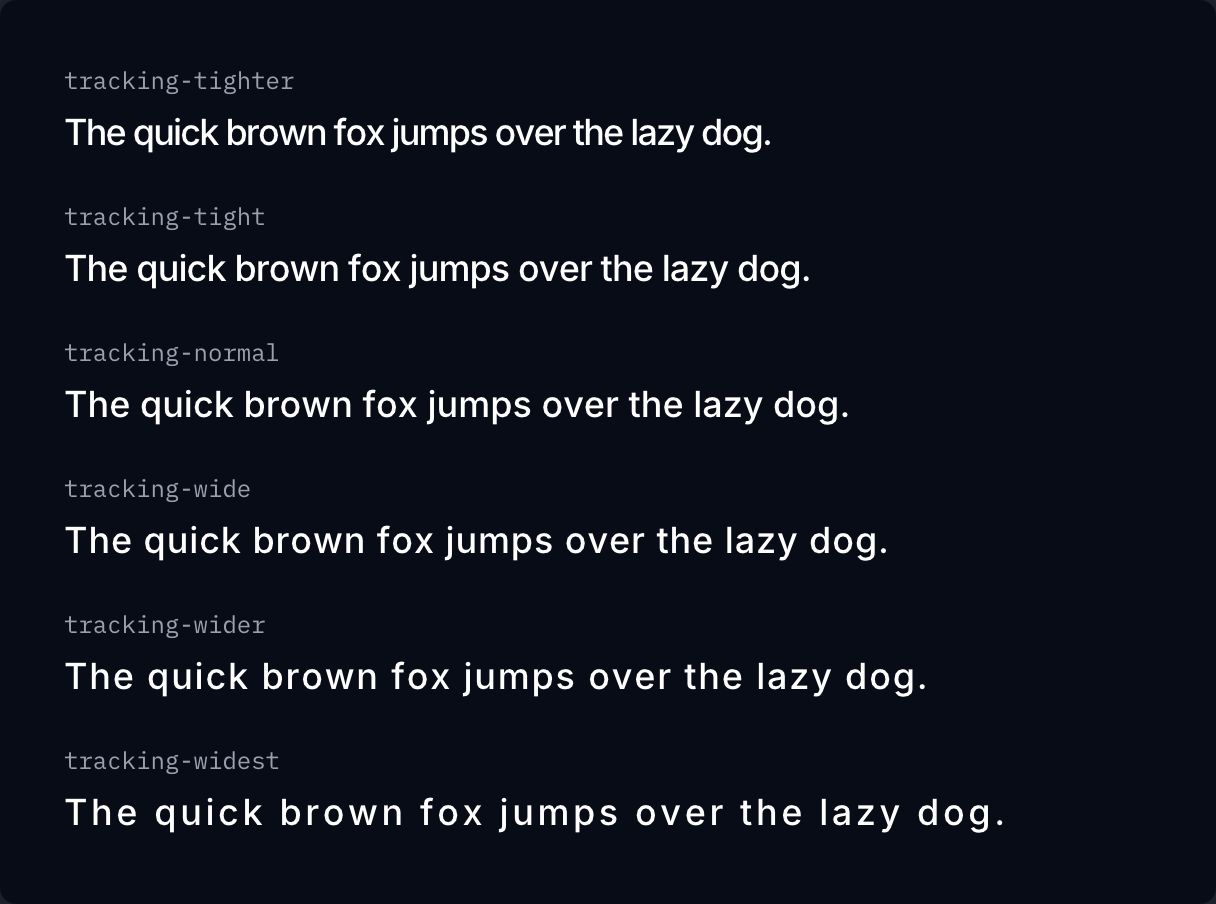 tracking-tighter
The quick brown fox jumps over the lazy dog.
tracking-tight
The quick brown fox jumps over the lazy dog.
tracking-normal
The quick brown fox jumps over the lazy dog.
tracking-wide
The quick brown fox jumps over the lazy dog.
tracking-wider
The quick brown fox jumps over the lazy dog.
tracking-widest
The quick brown fox jumps over the lazy dog.